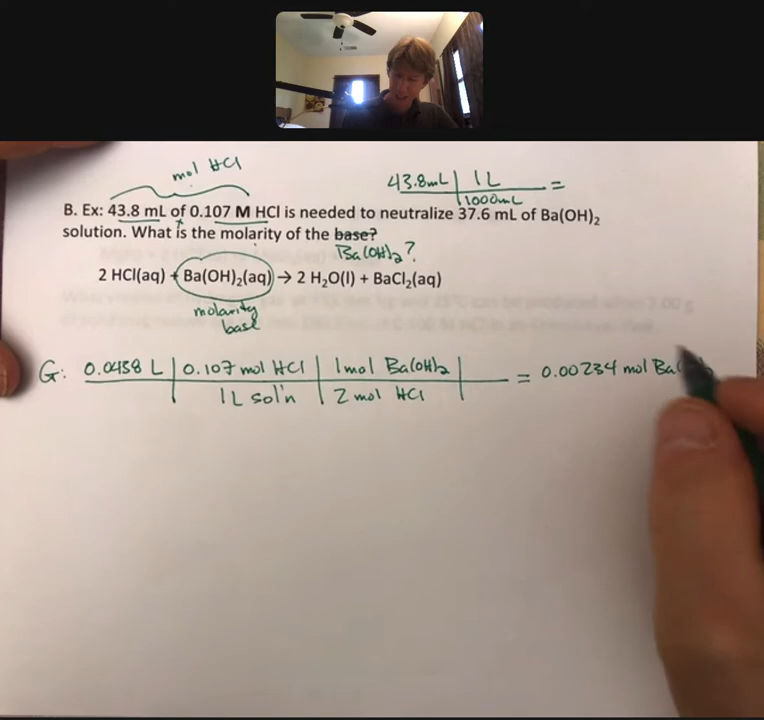 mol HCl
43.8mL | 1 L =
1000mL
B. Ex: 43.8 mL of 0.107 M HCl is needed to neutralize 37.6 mL of Ba(OH)₂
solution. What is the molarity of the base?
Ba(OH)₂?
2 HCl(aq) + Ba(OH)₂(aq) → 2 H₂O(l) + BaCl₂(aq)
molarity
base
G: 0.0438 L | 0.107 mol HCl | 1mol Ba(OH)₂ | = 0.00234 mol
1L sol'n | 2 mol HCl